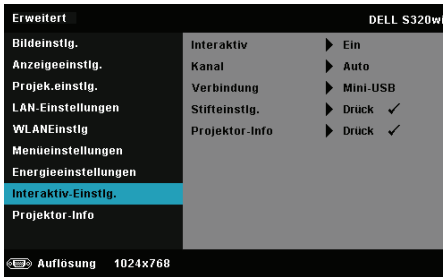 Erweitert DELL S320wi
Bildeinstlg.
Anzeigeeinstlg.
Projek.einstlg.
LAN-Einstellungen
WLANEinstlg
Menüeinstellungen
Energieeinstellungen
Interaktiv-Einstlg.
Projektor-Info
Interaktiv Ein
Kanal Auto
Verbindung Mini-USB
Stifteinstlg. Drück ✓
Projektor-Info Drück ✓
Auflösung 1024x768